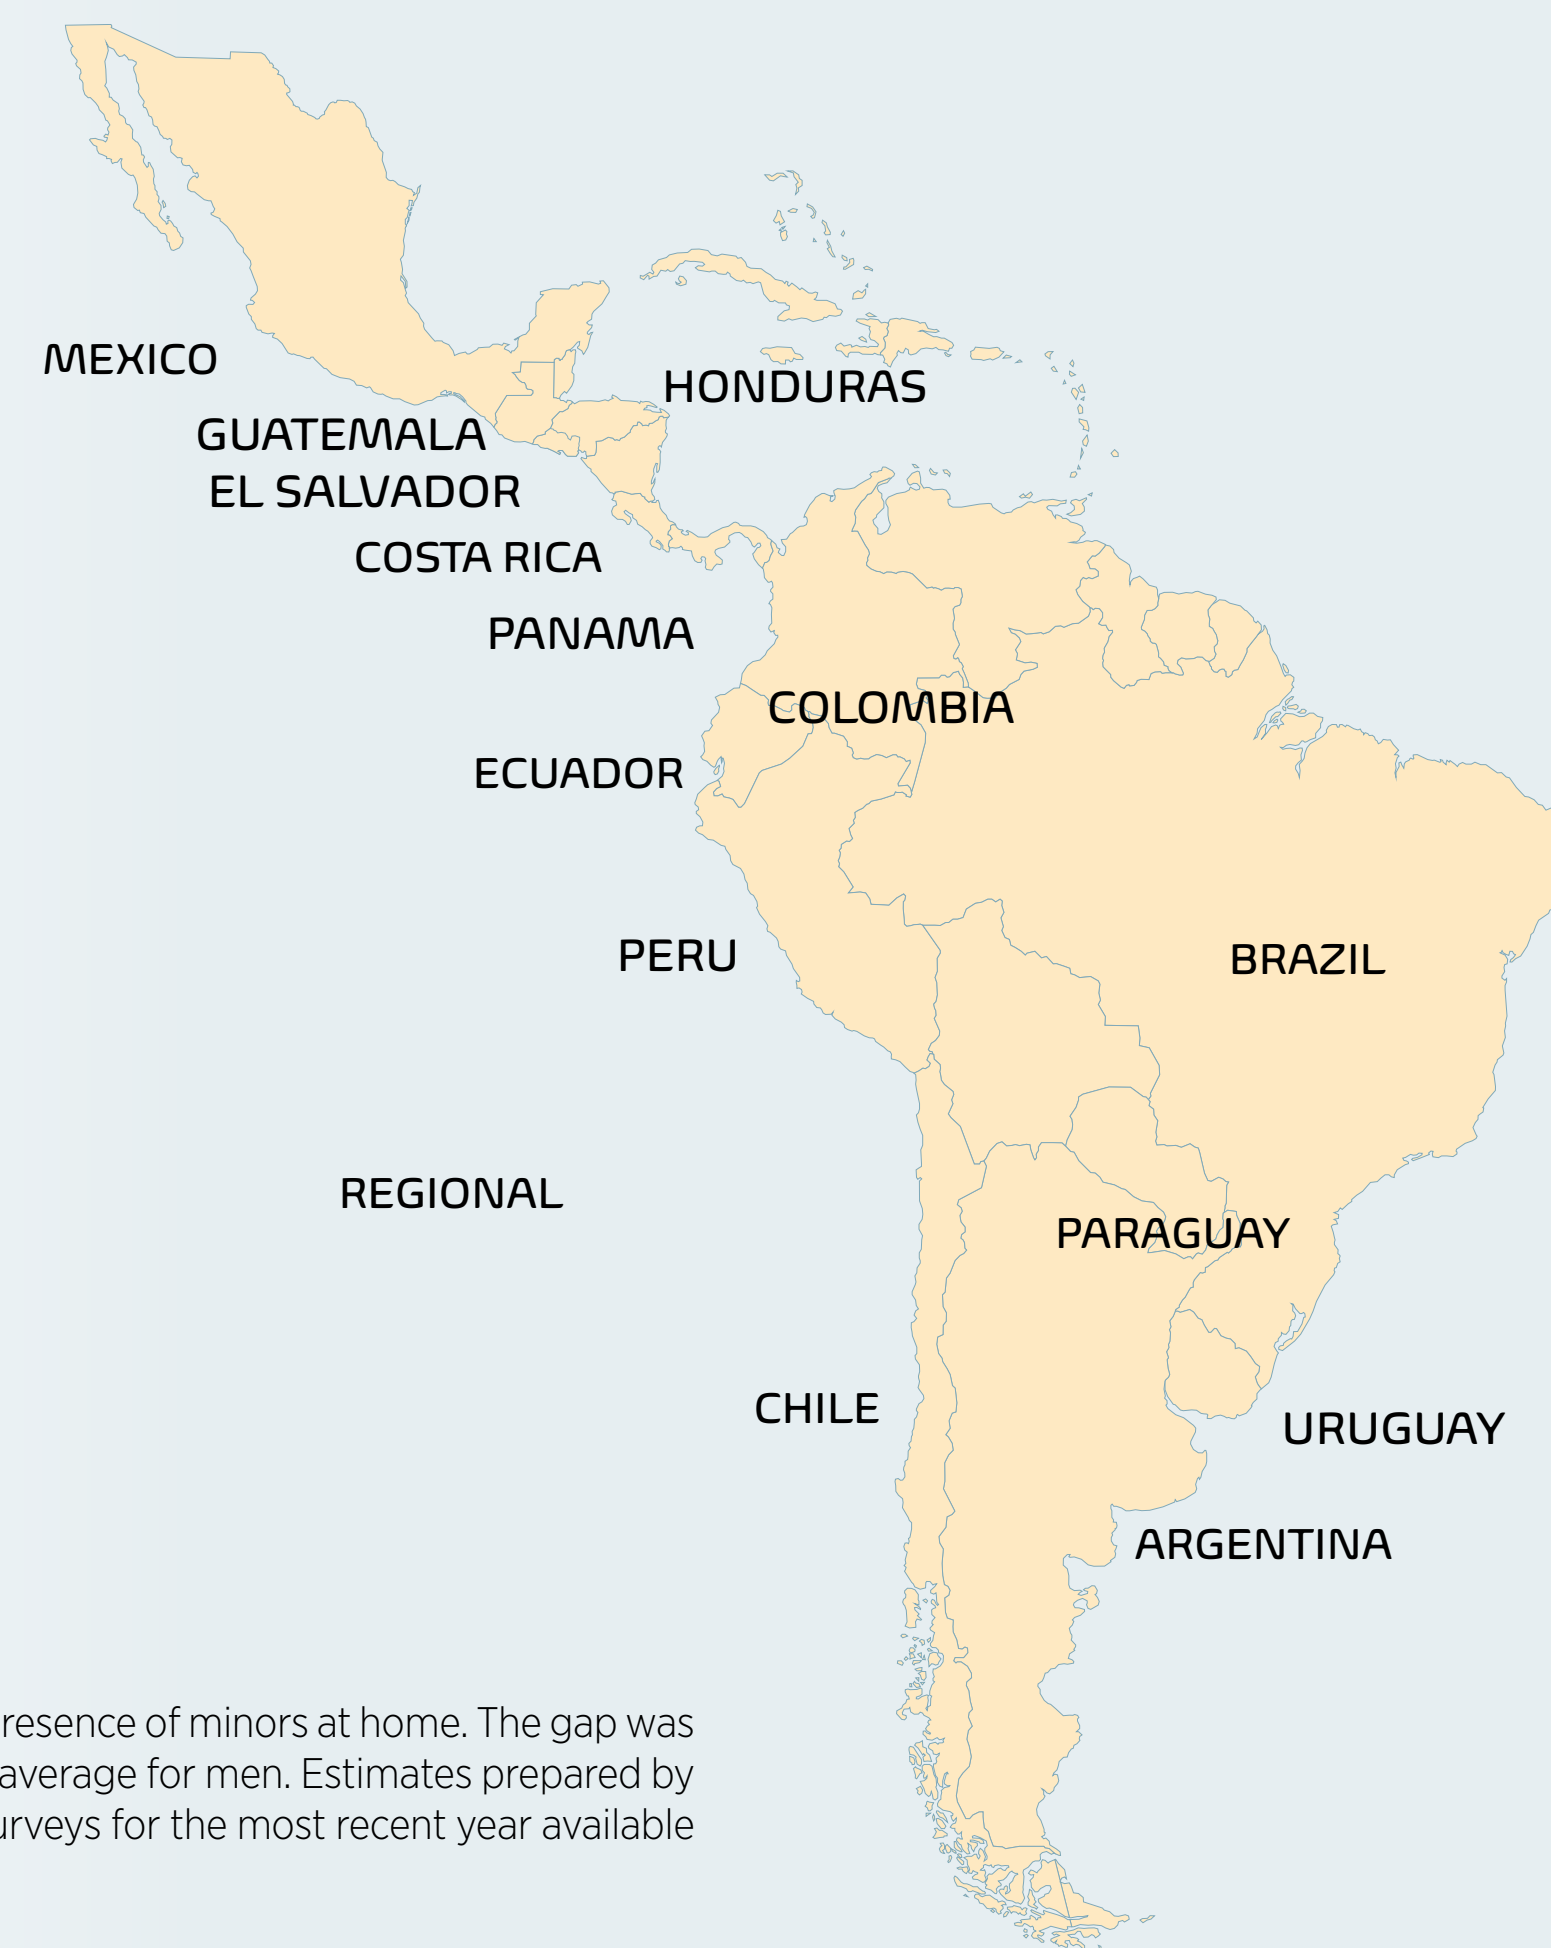 MEXICO
HONDURAS
GUATEMALA
EL SALVADOR
COSTA RICA
PANAMA
COLOMBIA
ECUADOR
PERU
BRAZIL
REGIONAL
PARAGUAY
CHILE
URUGUAY
ARGENTINA
resence of minors at home. The gap was
average for men. Estimates prepared by
urveys for the most recent year available